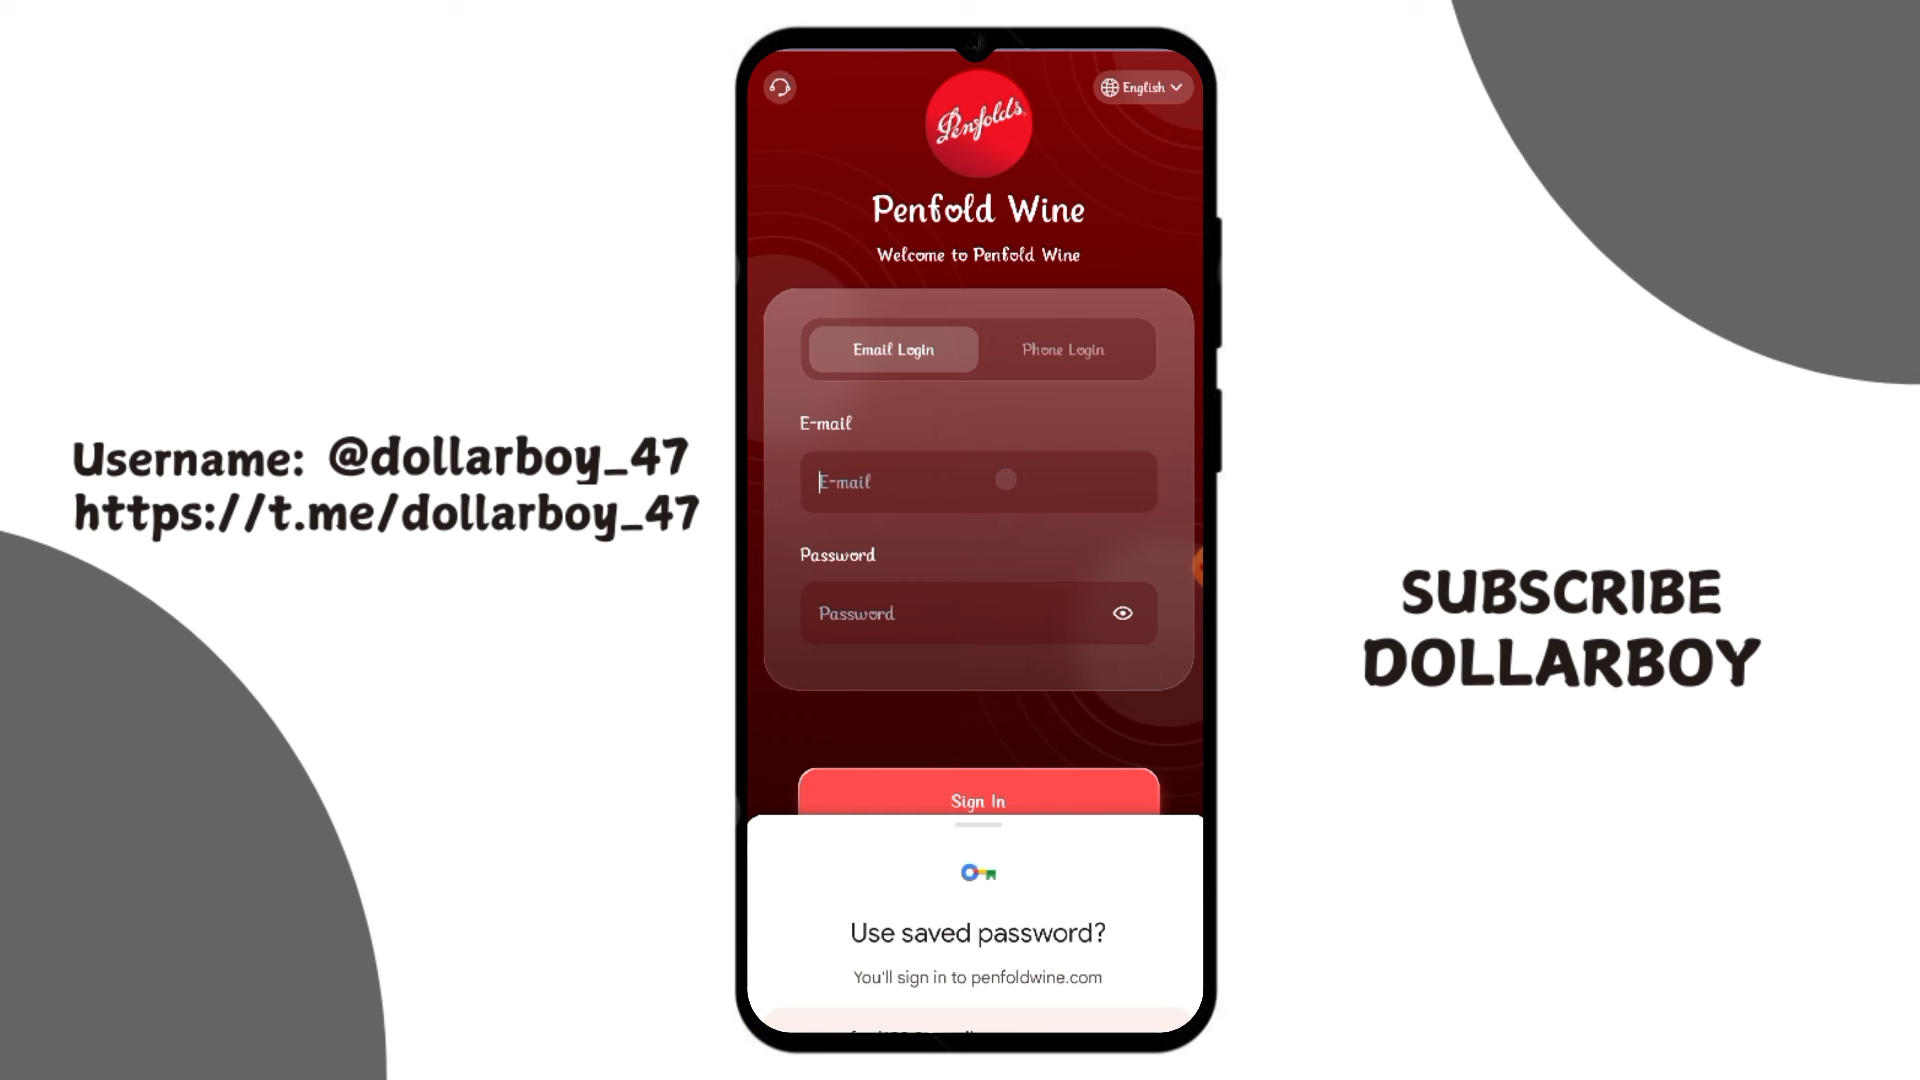 Penfolds
English
Penfold Wine
Welcome to Penfold Wine
Email Login
Phone Login
E-mail
E-mail
Password
Password
Sign In
Use saved password?
You'll sign in to penfoldwine.com
Username: @dollarboy_47
https://t.me/dollarboy_47
SUBSCRIBE
DOLLARBOY